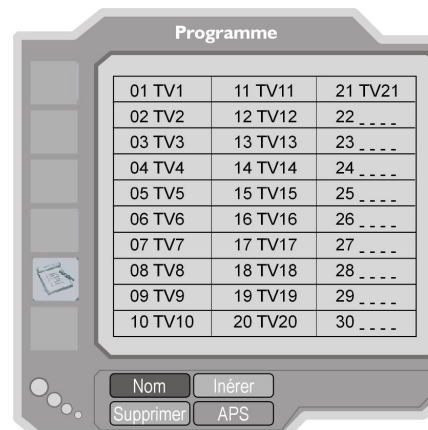 Programme
01 TV1 11 TV11 21 TV21
02 TV2 12 TV12 22 _ _ _ _
03 TV3 13 TV13 23 _ _ _ _
04 TV4 14 TV14 24 _ _ _ _
05 TV5 15 TV15 25 _ _ _ _
06 TV6 16 TV16 26 _ _ _ _
07 TV7 17 TV17 27 _ _ _ _
08 TV8 18 TV18 28 _ _ _ _
09 TV9 19 TV19 29 _ _ _ _
10 TV10 20 TV20 30 _ _ _ _
Nom Inérer
Supprimer APS